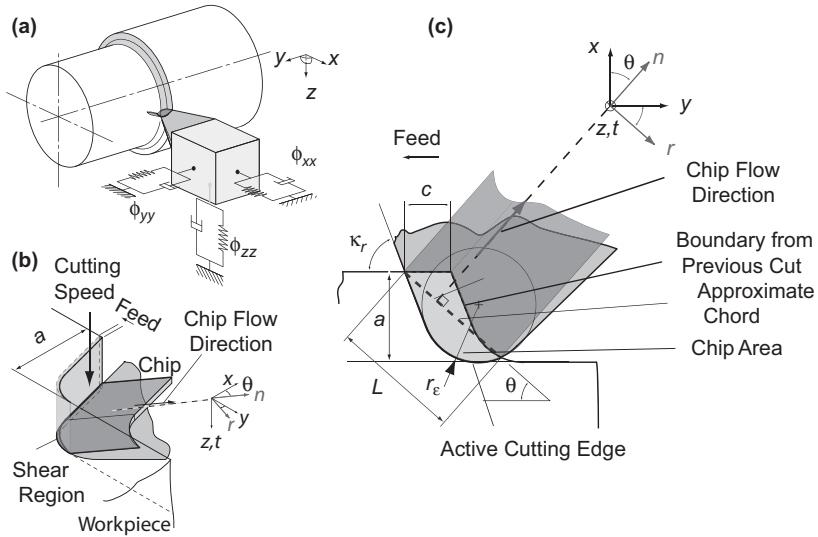 (a)
y
x
z
ϕxx
ϕyy
ϕzz
(b)
Cutting
Speed
Feed
a
Chip Flow
Direction
Chip
x
θ
n
y
r
z,t
Shear
Region
Workpiece
(c)
x
θ
n
y
z,t
r
Feed
c
κr
a
L
rε
θ
Chip Flow
Direction
Boundary from
Previous Cut
Approximate
Chord
Chip Area
Active Cutting Edge